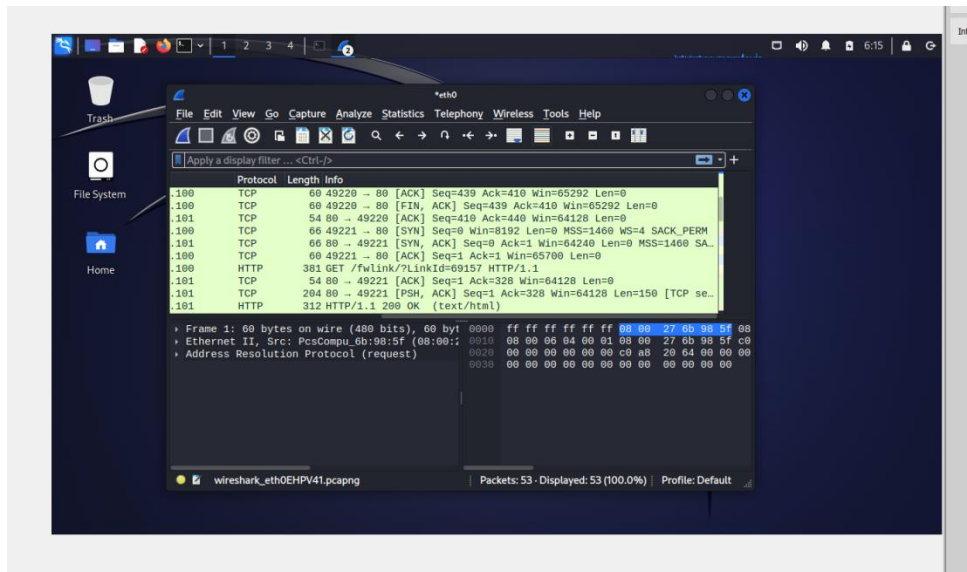 Int
1 2 3 4 2 6:15
Trash
File System
Home
*eth0
File Edit View Go Capture Analyze Statistics Telephony Wireless Tools Help
Apply a display filter ... <Ctrl-/>
Protocol Length Info
.100 TCP 60 49220 → 80 [ACK] Seq=439 Ack=410 Win=65292 Len=0
.100 TCP 60 49220 → 80 [FIN, ACK] Seq=439 Ack=410 Win=65292 Len=0
.101 TCP 54 80 → 49220 [ACK] Seq=410 Ack=440 Win=64128 Len=0
.100 TCP 66 49221 → 80 [SYN] Seq=0 Win=8192 Len=0 MSS=1460 WS=4 SACK_PERM
.101 TCP 66 80 → 49221 [SYN, ACK] Seq=0 Ack=1 Win=64240 Len=0 MSS=1460 SA…
.100 TCP 60 49221 → 80 [ACK] Seq=1 Ack=1 Win=65700 Len=0
.100 HTTP 381 GET /fwlink/?LinkId=69157 HTTP/1.1
.101 TCP 54 80 → 49221 [ACK] Seq=1 Ack=328 Win=64128 Len=0
.101 TCP 204 80 → 49221 [PSH, ACK] Seq=1 Ack=328 Win=64128 Len=150 [TCP se…
.101 HTTP 312 HTTP/1.1 200 OK (text/html)
Frame 1: 60 bytes on wire (480 bits), 60 byt
Ethernet II, Src: PcsCompu_6b:98:5f (08:00:2
Address Resolution Protocol (request)
0000 ff ff ff ff ff ff 08 00 27 6b 98 5f 08
0010 08 00 06 04 00 01 08 00 27 6b 98 5f c0
0020 00 00 00 00 00 00 c0 a8 20 64 00 00 00
0030 00 00 00 00 00 00 00 00 00 00 00 00
wireshark_eth0EHPV41.pcapng Packets: 53 · Displayed: 53 (100.0%) Profile: Default